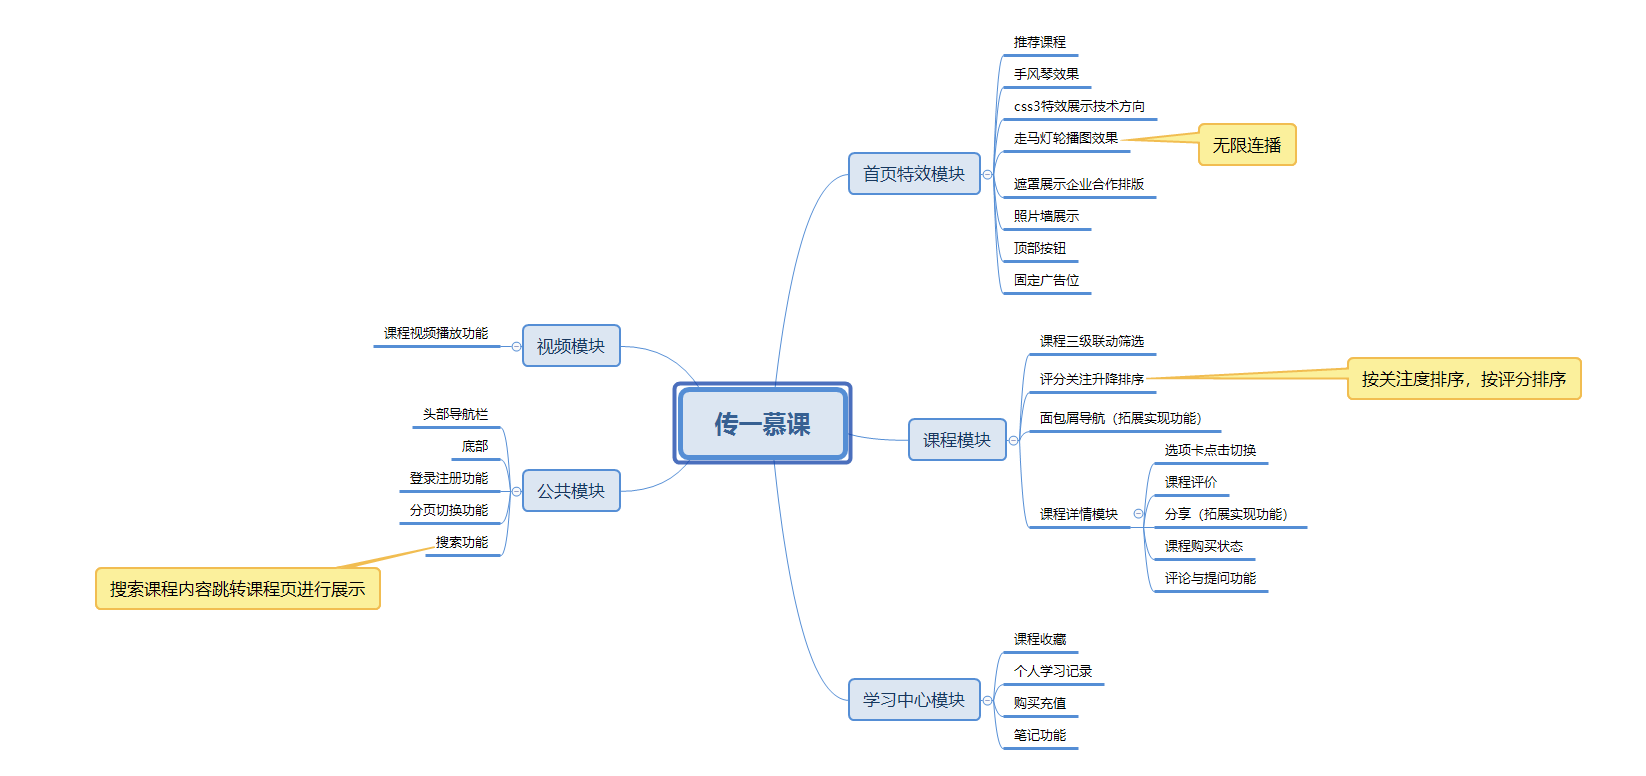 传一慕课
首页特效模块
推荐课程
手风琴效果
css3特效展示技术方向
走马灯轮播图效果
无限连播
遮罩展示企业合作排版
照片墙展示
顶部按钮
固定广告位
课程模块
课程三级联动筛选
评分关注升降排序
按关注度排序，按评分排序
面包屑导航（拓展实现功能）
课程详情模块
选项卡点击切换
课程评价
分享（拓展实现功能）
课程购买状态
评论与提问功能
学习中心模块
课程收藏
个人学习记录
购买充值
笔记功能
视频模块
课程视频播放功能
公共模块
头部导航栏
底部
登录注册功能
分页切换功能
搜索功能
搜索课程内容跳转课程页进行展示